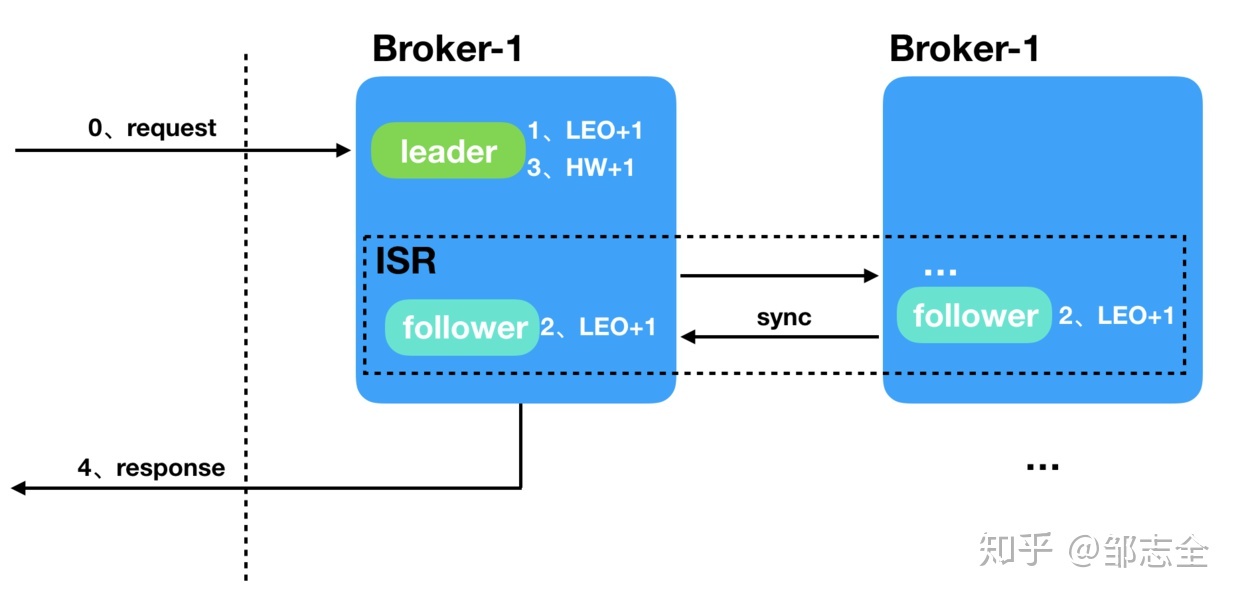 Broker-1
Broker-1
0、request
leader
1、LEO+1
3、HW+1
ISR
...
follower
2、LEO+1
sync
follower
2、LEO+1
4、response
...
知乎 @邹志全